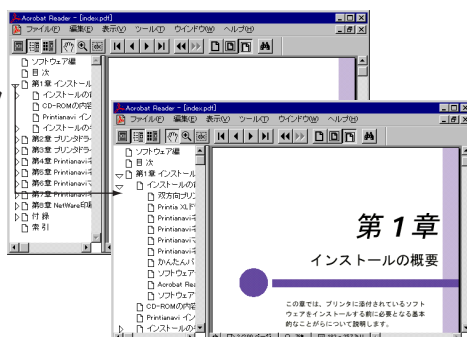 Acrobat Reader - [index.pdf]
ファイル(F) 編集(E) 表示(V) ツール(T) ウインドウ(W) ヘルプ(H)
ソフトウェア編
目 次
第1章 インストール
インストールの
CD-ROMの内容
Printianavi イン
インストールの
第2章 プリンタドラ
第3章 プリンタドラ
第4章 Printianavi
第5章 Printianavi
第6章 Printianavi
第7章 Printianavi
第8章 NetWare印
付 録
索 引
Acrobat Reader - [index.pdf]
ファイル(F) 編集(E) 表示(V) ツール(T) ウインドウ(W) ヘルプ(H)
ソフトウェア編
目 次
第1章 インストール
インストールの
双方向プリン
Printia XLド
Printianavi
Printianavi
Printianavi
Printianavi
かんたんバ
ソフトウェ
Acrobat Rea
ソフトウェ
CD-ROMの内容
Printianavi イン
インストールの
第1章
インストールの概要
この章では、プリンタに添付されているソフト
ウェアをインストールする前に必要となる基本
的なことがらについて説明します。